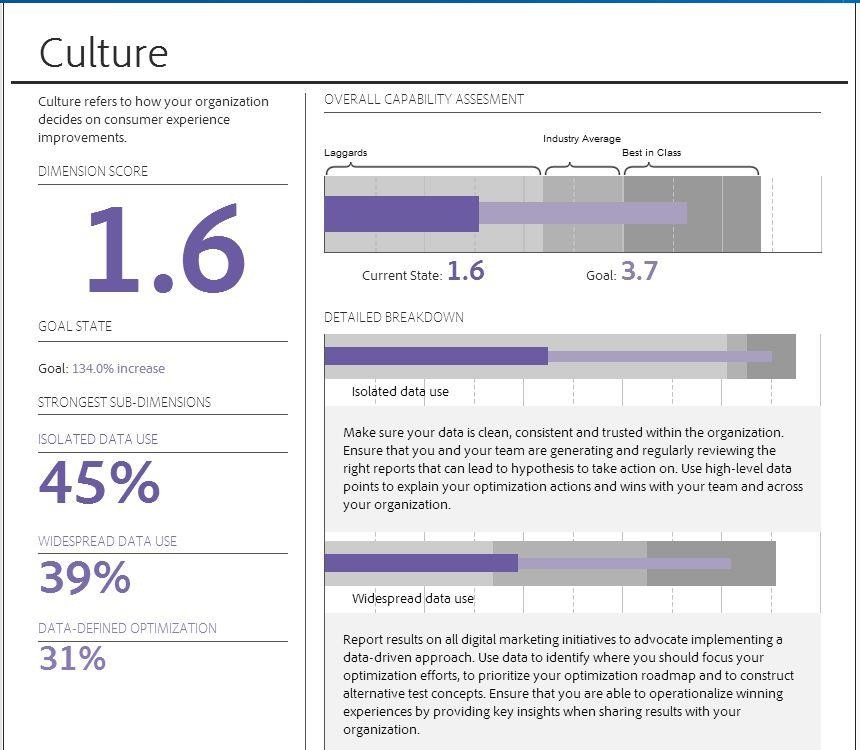 Culture
Culture refers to how your organization
decides on consumer experience
improvements.
DIMENSION SCORE
1.6
GOAL STATE
Goal: 134.0% increase
STRONGEST SUB-DIMENSIONS
ISOLATED DATA USE
45%
WIDESPREAD DATA USE
39%
DATA-DEFINED OPTIMIZATION
31%
OVERALL CAPABILITY ASSESMENT
Industry Average
Laggards
Best in Class
Current State: 1.6
Goal: 3.7
DETAILED BREAKDOWN
Isolated data use
Make sure your data is clean, consistent and trusted within the organization.
Ensure that you and your team are generating and regularly reviewing the
right reports that can lead to hypothesis to take action on. Use high-level data
points to explain your optimization actions and wins with your team and across
your organization.
Widespread data use
Report results on all digital marketing initiatives to advocate implementing a
data-driven approach. Use data to identify where you should focus your
optimization efforts, to prioritize your optimization roadmap and to construct
alternative test concepts. Ensure that you are able to operationalize winning
experiences by providing key insights when sharing results with your
organization.